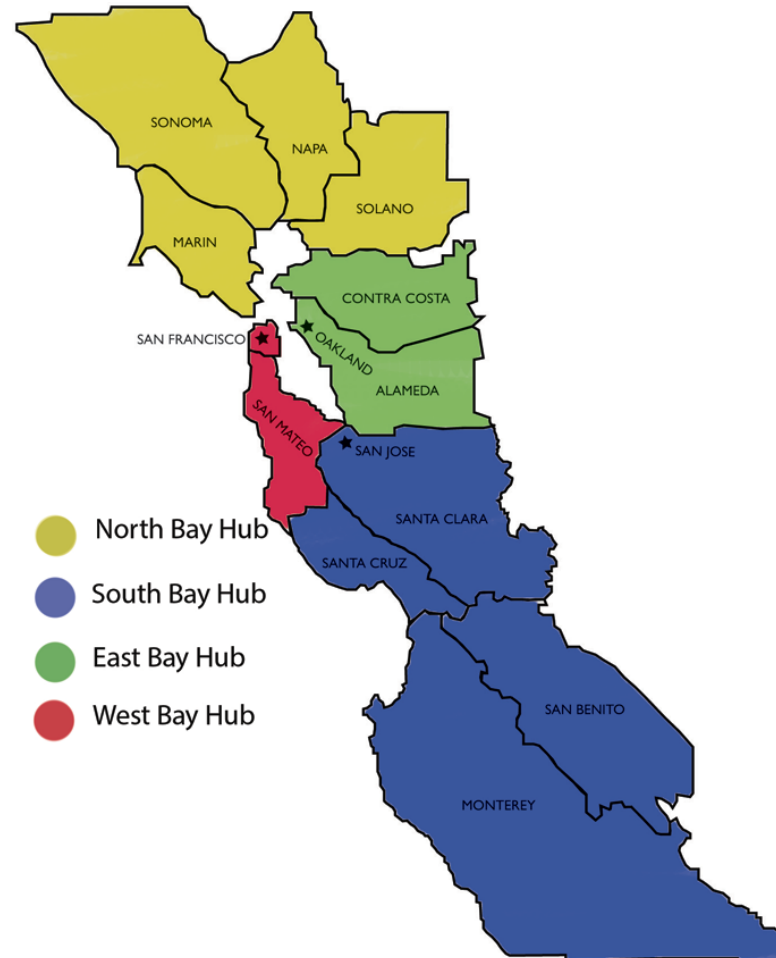 SONOMA
NAPA
SOLANO
MARIN
CONTRA COSTA
SAN FRANCISCO
OAKLAND
ALAMEDA
SAN MATEO
SAN JOSE
SANTA CLARA
North Bay Hub
SANTA CRUZ
South Bay Hub
East Bay Hub
SAN BENITO
West Bay Hub
MONTEREY